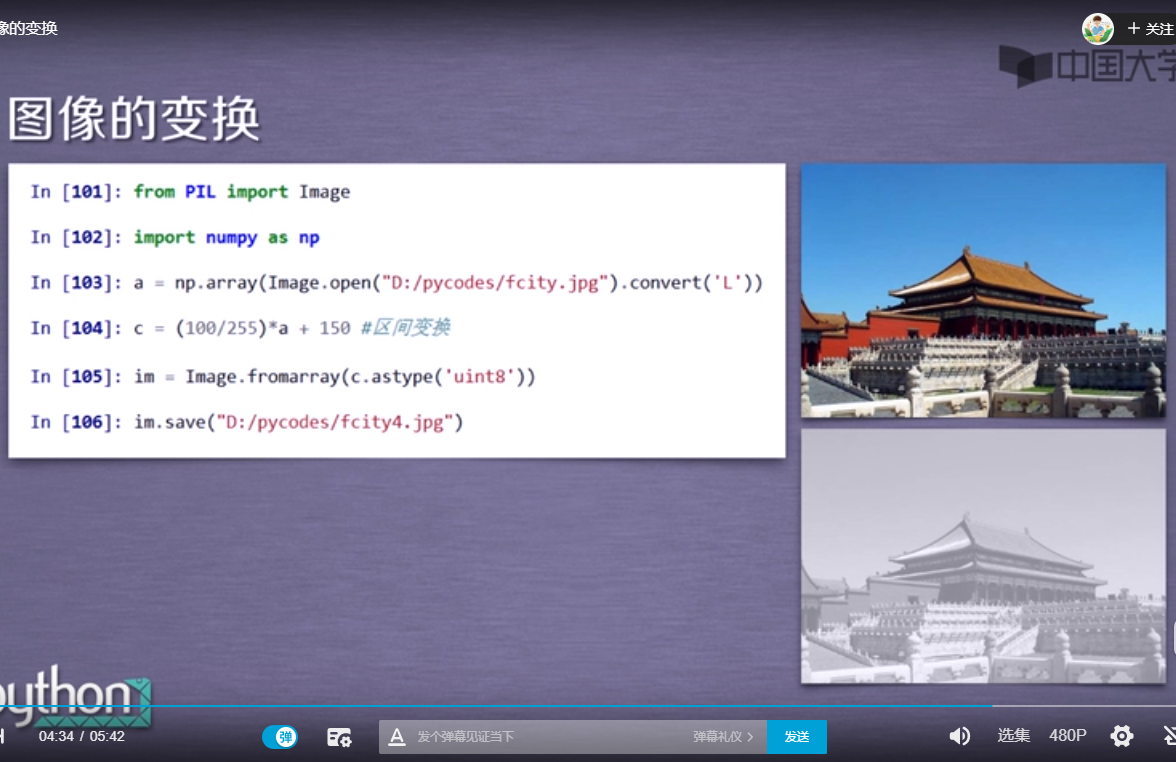 像的变换
+ 关注
中国大学
图像的变换
In [101]: from PIL import Image
In [102]: import numpy as np
In [103]: a = np.array(Image.open("D:/pycodes/fcity.jpg").convert('L'))
In [104]: c = (100/255)*a + 150 #区间变换
In [105]: im = Image.fromarray(c.astype('uint8'))
In [106]: im.save("D:/pycodes/fcity4.jpg")
python
04:34 / 05:42
弹
A 发个弹幕见证当下
弹幕礼仪 >
发送
选集
480P